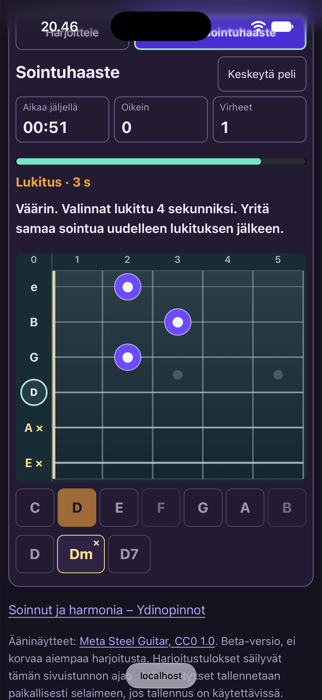 20.46
Harjoittele Sointuhaaste
Sointuhaaste
Keskeytä peli
Aikaa jäljellä Oikein Virheet
00:51 0 1
Lukitus · 3 s
Väärin. Valinnat lukittu 4 sekunniksi. Yritä
samaa sointua uudelleen lukituksen jälkeen.
0 2 3 4 5
e
B
G
D
A ×
E ×
C D E F G A B
D Dm × D7
Soinnut ja harmonia – Ydinopinnot
Ääninäytteet: Meta Steel Guitar, CC0 1.0. Beta-versio, ei
korvaa aiempaa harjoitusta. Harjoitustulokset säilyvät
tämän sivuistunnon tallennetaan
localhost
paikallisesti selaimeen, jos tallennus on käytettävissä.